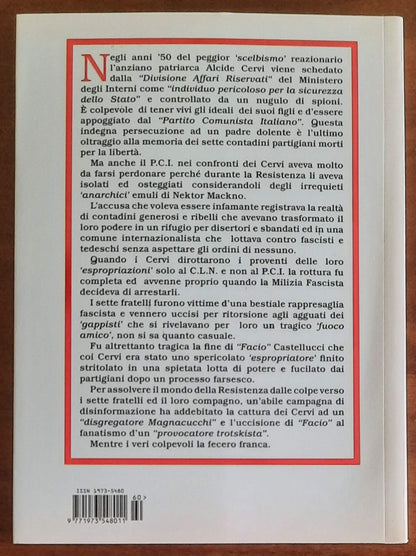 Negli anni '50 del peggior "scelbismo" reazionario
l'anziano patriarca Alcide Cervi viene schedato
dalla "Divisione Affari Riservati" del Ministero
degli Interni come "individuo pericoloso per la sicurezza
dello Stato" e controllato da un nugolo di spioni.
È colpevole di tener vivi gli ideali dei suoi figli e d'essere
appoggiato dal "Partito Comunista Italiano". Questa
indegna persecuzione ad un padre dolente è l'ultimo
oltraggio alla memoria dei sette contadini partigiani morti
per la libertà.
Ma anche il P.C.I. nei confronti dei Cervi aveva molto
da farsi perdonare perché durante la Resistenza li aveva
isolati ed osteggiati considerandoli degli irrequieti
'anarchici' emuli di Nektor Mackno.
L'accusa che voleva essere infamante registrava la realtà
di contadini generosi e ribelli che avevano trasformato il
loro podere in un rifugio per disertori e sbandati ed in una
comune internazionalista che lottava contro fascisti e
tedeschi senza aspettare gli ordini di nessuno.
Quando i Cervi dirottarono i proventi delle loro
'espropriazioni' solo al C.L.N. e non al P.C.I. la rottura fu
completa ed avvenne proprio quando la Milizia Fascista
decideva di arrestarli.
I sette fratelli furono vittime d'una bestiale rappresaglia
fascista e vennero uccisi per ritorsione agli agguati dei
'gappisti' che si rivelavano per loro un tragico 'fuoco
amico', non si sa quanto casuale.
Fu altrettanto tragica la fine di "Facio" Castellucci che
coi Cervi era stato uno spericolato 'espropriatore' finito
stritolato in una spietata lotta di potere e fucilato dai
partigiani dopo un processo farsesco.
Per assolvere il mondo della Resistenza dalle colpe verso
i sette fratelli ed il loro compagno, un'abile campagna di
disinformazione ha addebitato la cattura dei Cervi ad un
"disgregatore Magnacucchi" e l'uccisione di "Facio" al
fanatismo d'un "provocatore trotskista".
Mentre i veri colpevoli la fecero franca.
ISSN 1973-5480
60>
9 771973 548011